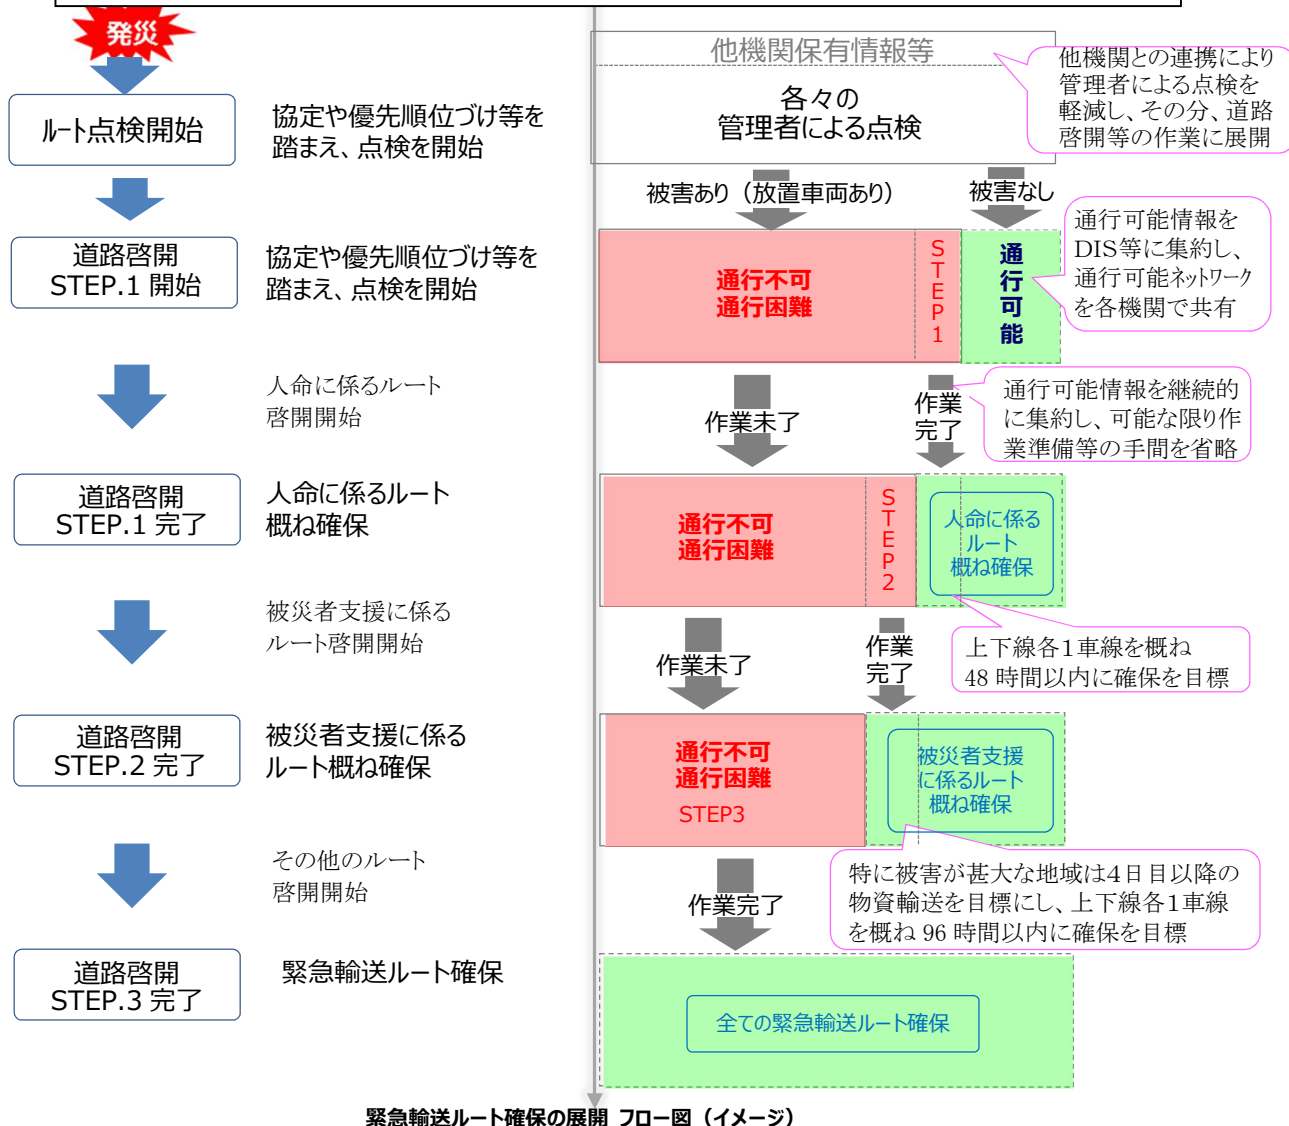 発災
他機関保有情報等
他機関との連携により
管理者による点検を
軽減し、その分、道路
啓開等の作業に展開
ルート点検開始
協定や優先順位づけ等を
踏まえ、点検を開始
各々の
管理者による点検
被害あり（放置車両あり）
被害なし
道路啓開
STEP.1 開始
協定や優先順位づけ等を
踏まえ、点検を開始
通行不可
通行困難
STEP1
通行可能
通行可能情報を
DIS等に集約し、
通行可能ネットワーク
を各機関で共有
人命に係るルート
啓開開始
作業未了
作業
完了
通行可能情報を継続的
に集約し、可能な限り作
業準備等の手間を省略
道路啓開
STEP.1 完了
人命に係るルート
概ね確保
通行不可
通行困難
STEP2
人命に係る
ルート
概ね確保
被災者支援に係る
ルート啓開開始
作業未了
作業
完了
上下線各１車線を概ね
48 時間以内に確保を目標
道路啓開
STEP.2 完了
被災者支援に係る
ルート概ね確保
通行不可
通行困難
STEP3
被災者支援
に係るルート
概ね確保
その他のルート
啓開開始
作業完了
特に被害が甚大な地域は４日目以降の
物資輸送を目標にし、上下線各１車線
を概ね 96 時間以内に確保を目標
道路啓開
STEP.3 完了
緊急輸送ルート確保
全ての緊急輸送ルート確保
緊急輸送ルート確保の展開 フロー図（イメージ）